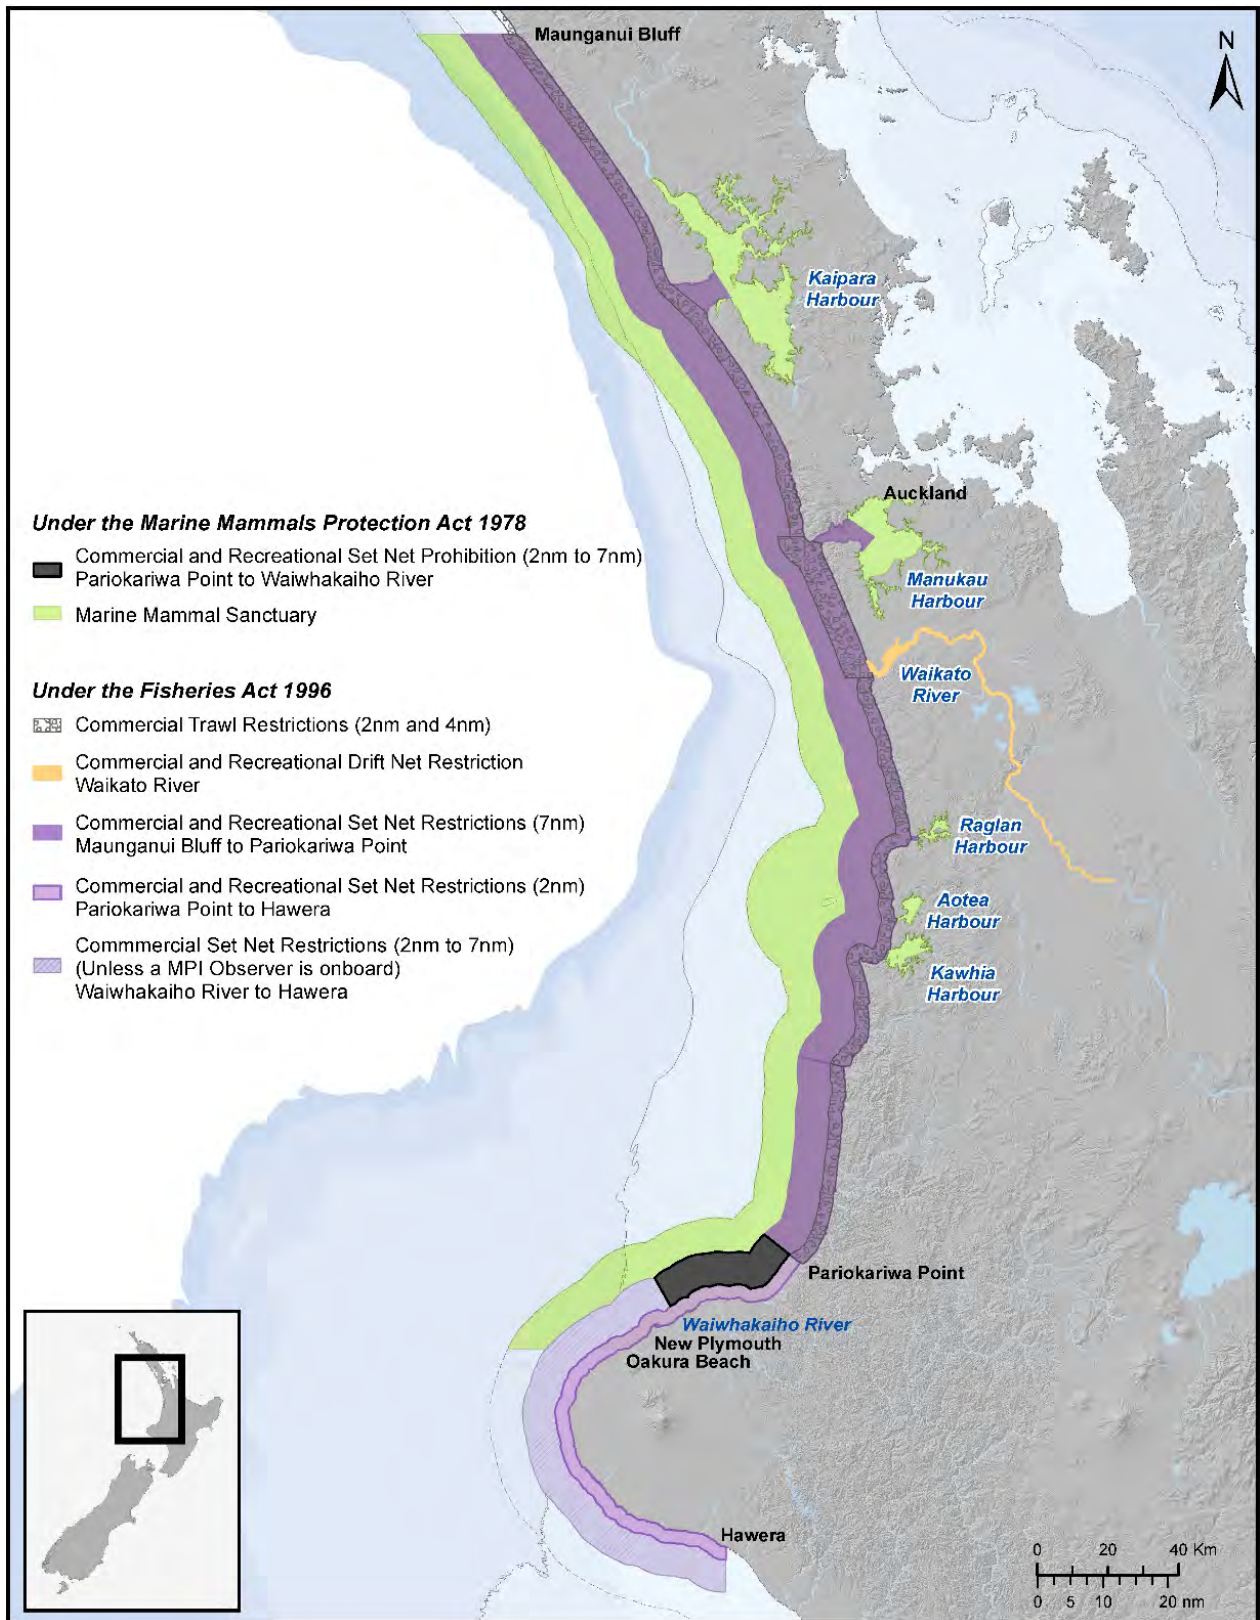 Maunganui Bluff
N
Kaipara
Harbour
Auckland
Manukau
Harbour
Waikato
River
Raglan
Harbour
Aotea
Harbour
Kawhia
Harbour
Pariokariwa Point
Waiwhakaiho River
New Plymouth
Oakura Beach
Hawera
Under the Marine Mammals Protection Act 1978
Commercial and Recreational Set Net Prohibition (2nm to 7nm)
Pariokariwa Point to Waiwhakaiho River
Marine Mammal Sanctuary
Under the Fisheries Act 1996
Commercial Trawl Restrictions (2nm and 4nm)
Commercial and Recreational Drift Net Restriction
Waikato River
Commercial and Recreational Set Net Restrictions (7nm)
Maunganui Bluff to Pariokariwa Point
Commercial and Recreational Set Net Restrictions (2nm)
Pariokariwa Point to Hawera
Commmercial Set Net Restrictions (2nm to 7nm)
(Unless a MPI Observer is onboard)
Waiwhakaiho River to Hawera
0 20 40 Km
0 5 10 20 nm